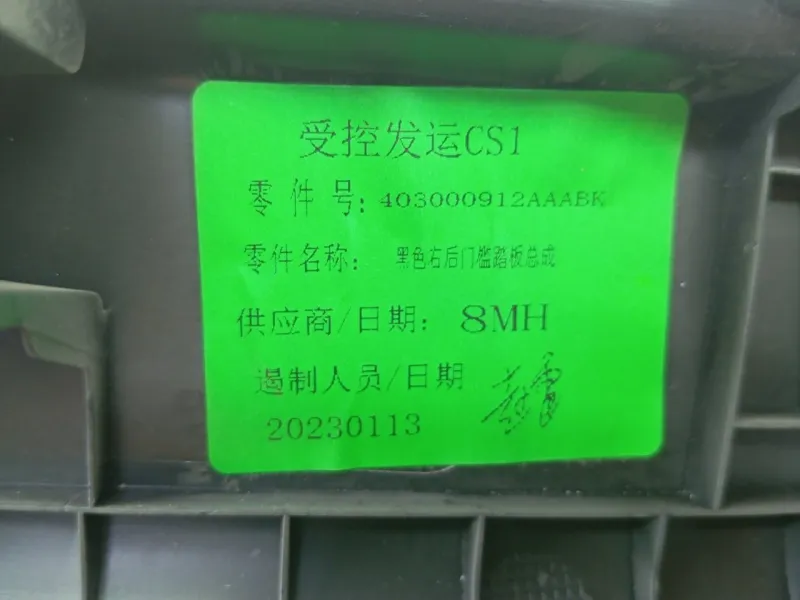 受控发运CS1
零件号: 403000912AAABK
零件名称: 黑色右后门槛踏板总成
供应商/日期: 8MH
遏制人员/日期
20230113